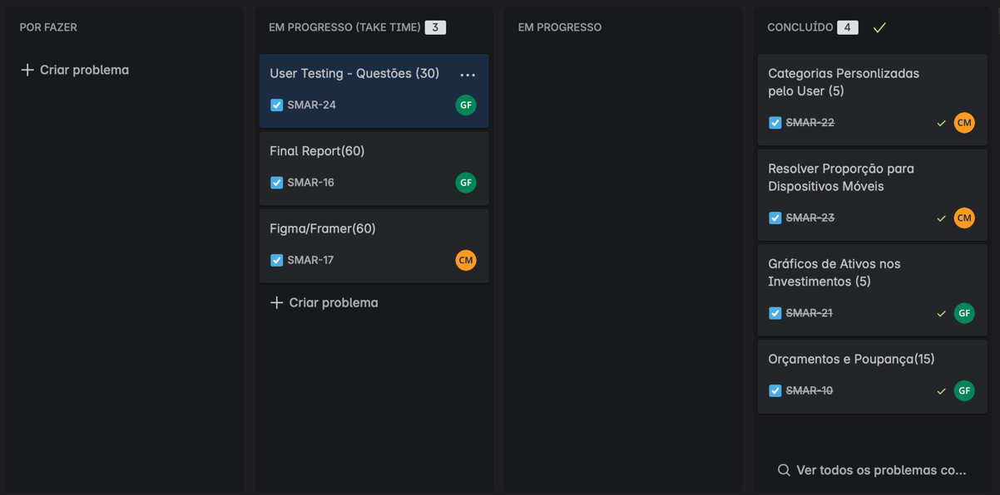 POR FAZER
+ Criar problema
EM PROGRESSO (TAKE TIME) 3
User Testing - Questões (30) ...
SMAR-24 GF
Final Report(60)
SMAR-16 GF
Figma/Framer(60)
SMAR-17 CM
+ Criar problema
EM PROGRESSO
CONCLUÍDO 4
Categorias Personlizadas
pelo User (5)
SMAR-22 CM
Resolver Proporção para
Dispositivos Móveis
SMAR-23 CM
Gráficos de Ativos nos
Investimentos (5)
SMAR-21 GF
Orçamentos e Poupança(15)
SMAR-10 GF
Ver todos os problemas co...